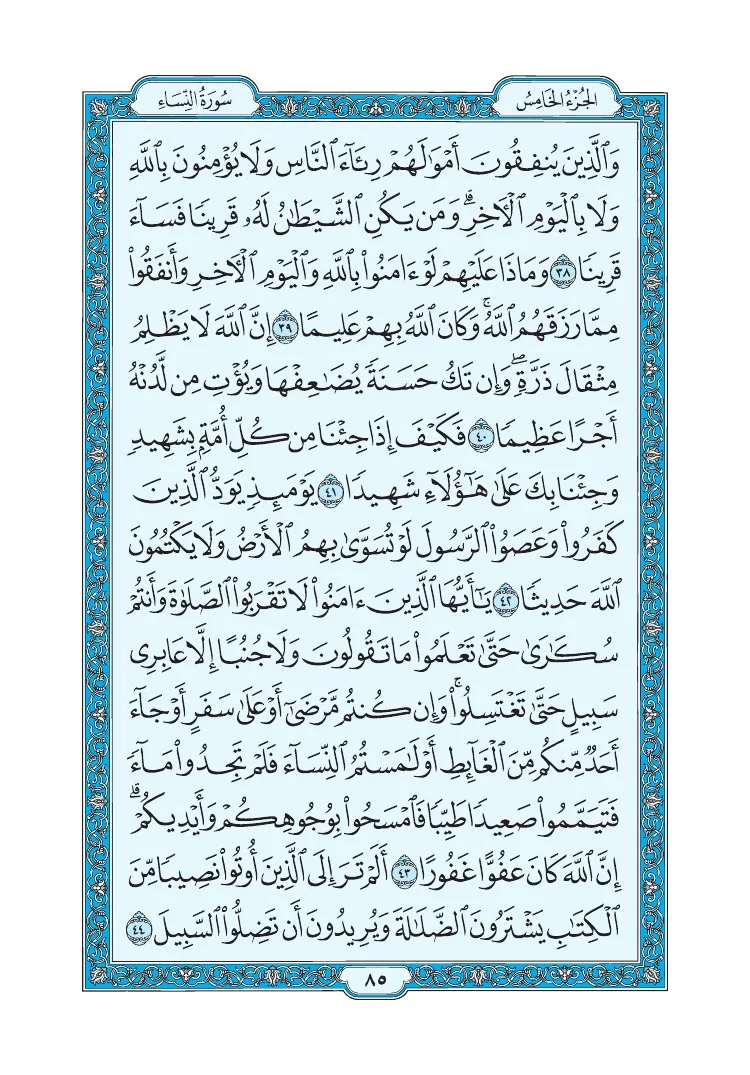 الجُزْءُ الخَامِسُ
سُورَةُ النِّسَاءِ
وَٱلَّذِينَ يُنفِقُونَ أَمْوَٰلَهُمْ رِئَآءَ ٱلنَّاسِ وَلَا يُؤْمِنُونَ بِٱللَّهِ
وَلَا بِٱلْيَوْمِ ٱلْءَاخِرِۗ وَمَن يَكُنِ ٱلشَّيْطَٰنُ لَهُۥ قَرِينًا فَسَآءَ
قَرِينًا ٣٨ وَمَاذَا عَلَيْهِمْ لَوْ ءَامَنُوا۟ بِٱللَّهِ وَٱلْيَوْمِ ٱلْءَاخِرِ وَأَنفَقُوا۟
مِمَّا رَزَقَهُمُ ٱللَّهُۚ وَكَانَ ٱللَّهُ بِهِمْ عَلِيمًا ٣٩ إِنَّ ٱللَّهَ لَا يَظْلِمُ
مِثْقَالَ ذَرَّةٍۖ وَإِن تَكُ حَسَنَةً يُضَٰعِفْهَا وَيُؤْتِ مِن لَّدُنْهُ
أَجْرًا عَظِيمًا ٤٠ فَكَيْفَ إِذَا جِئْنَا مِن كُلِّ أُمَّةٍۭ بِشَهِيدٍ
وَجِئْنَا بِكَ عَلَىٰ هَٰٓؤُلَآءِ شَهِيدًا ٤١ يَوْمَئِذٍ يَوَدُّ ٱلَّذِينَ
كَفَرُوا۟ وَعَصَوُا۟ ٱلرَّسُولَ لَوْ تُسَوَّىٰ بِهِمُ ٱلْأَرْضُ وَلَا يَكْتُمُونَ
ٱللَّهَ حَدِيثًا ٤٢ يَٰٓأَيُّهَا ٱلَّذِينَ ءَامَنُوا۟ لَا تَقْرَبُوا۟ ٱلصَّلَوٰةَ وَأَنتُمْ
سُكَٰرَىٰ حَتَّىٰ تَعْلَمُوا۟ مَا تَقُولُونَ وَلَا جُنُبًا إِلَّا عَابِرِى
سَبِيلٍ حَتَّىٰ تَغْتَسِلُوا۟ۚ وَإِن كُنتُم مَّرْضَىٰٓ أَوْ عَلَىٰ سَفَرٍ أَوْ جَآءَ
أَحَدٌ مِّنكُم مِّنَ ٱلْغَآئِطِ أَوْ لَٰمَسْتُمُ ٱلنِّسَآءَ فَلَمْ تَجِدُوا۟ مَآءً
فَتَيَمَّمُوا۟ صَعِيدًا طَيِّبًا فَٱمْسَحُوا۟ بِوُجُوهِكُمْ وَأَيْدِيكُمْۗ
إِنَّ ٱللَّهَ كَانَ عَفُوًّا غَفُورًا ٤٣ أَلَمْ تَرَ إِلَى ٱلَّذِينَ أُوتُوا۟ نَصِيبًا مِّنَ
ٱلْكِتَٰبِ يَشْتَرُونَ ٱلضَّلَٰلَةَ وَيُرِيدُونَ أَن تَضِلُّوا۟ ٱلسَّبِيلَ ٤٤
٨٥